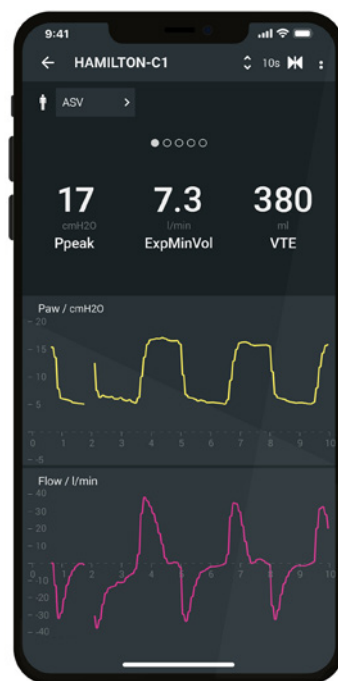 9:41
HAMILTON-C1 10s
ASV
17 7.3 380
cmH2O l/min ml
Ppeak ExpMinVol VTE
Paw / cmH2O
20
15
10
5
0 1 2 3 4 5 6 7 8 9 10
-5
Flow / l/min
40
30
20
10
0 1 2 3 4 5 6 7 8 9 10
-10
-20
-30
-40